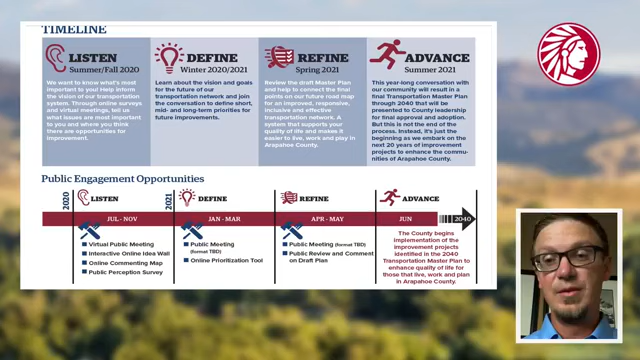 TIMELINE
LISTEN
Summer/Fall 2020
We want to know what's most
important to you! Help inform
the vision of our transportation
system. Through online surveys
and virtual meetings, tell us
what issues are most important
to you and where you think
there are opportunities for
improvement.
DEFINE
Winter 2020/2021
Learn about the vision and goals
for the future of our
transportation network and join
the conversation to define short,
mid- and long-term priorities for
future improvements.
REFINE
Spring 2021
Review the draft Master Plan
and help to connect the final
points on our future road map
for an improved, responsive,
inclusive and effective
transportation network. A
system that supports your
quality of life and makes it
easier to live, work and play in
Arapahoe County.
ADVANCE
Summer 2021
This year-long conversation with
our community will result in a
final Transportation Master Plan
through 2040 that will be
presented to County leadership
for final approval and adoption.
But this is not the end of the
process. Instead, it's just the
beginning as we embark on the
next 20 years of improvement
projects to enhance the commu-
nities of Arapahoe County.
Public Engagement Opportunities
2020
LISTEN
2021
DEFINE
REFINE
ADVANCE
JUL - NOV
JAN - MAR
APR - MAY
JUN
2040
Virtual Public Meeting
Interactive Online Idea Wall
Online Commenting Map
Public Perception Survey
Public Meeting
(format TBD)
Online Prioritization Tool
Public Meeting (format TBD)
Public Review and Comment
on Draft Plan
The County begins
implementation of the
improvement projects
identified in the 2040
Transportation Master Plan to
enhance quality of life for
those that live, work and plan
in Arapahoe County.